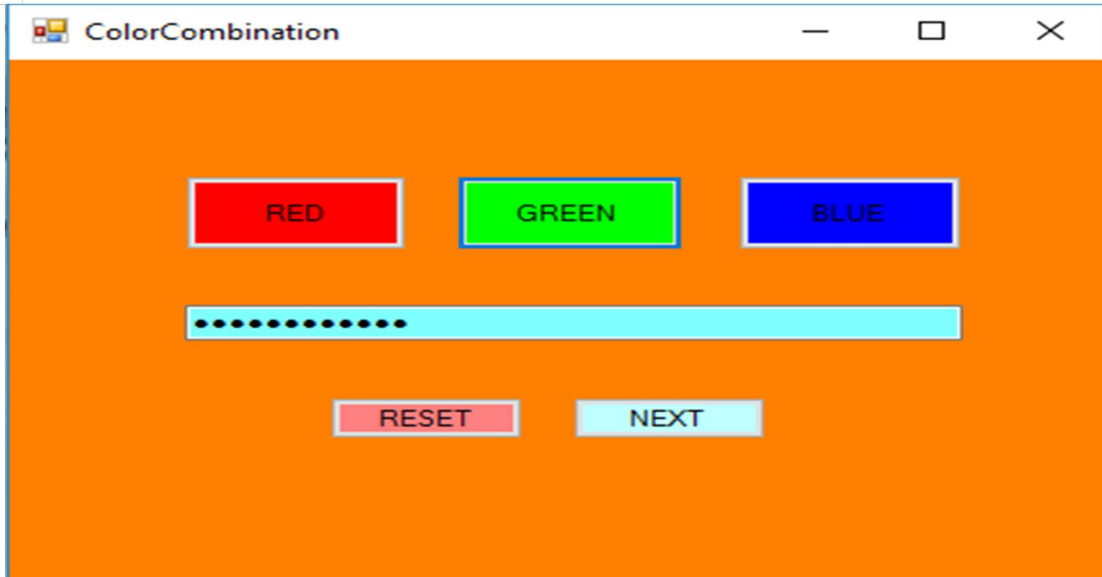 ColorCombination
RED GREEN BLUE
••••••••••••
RESET NEXT